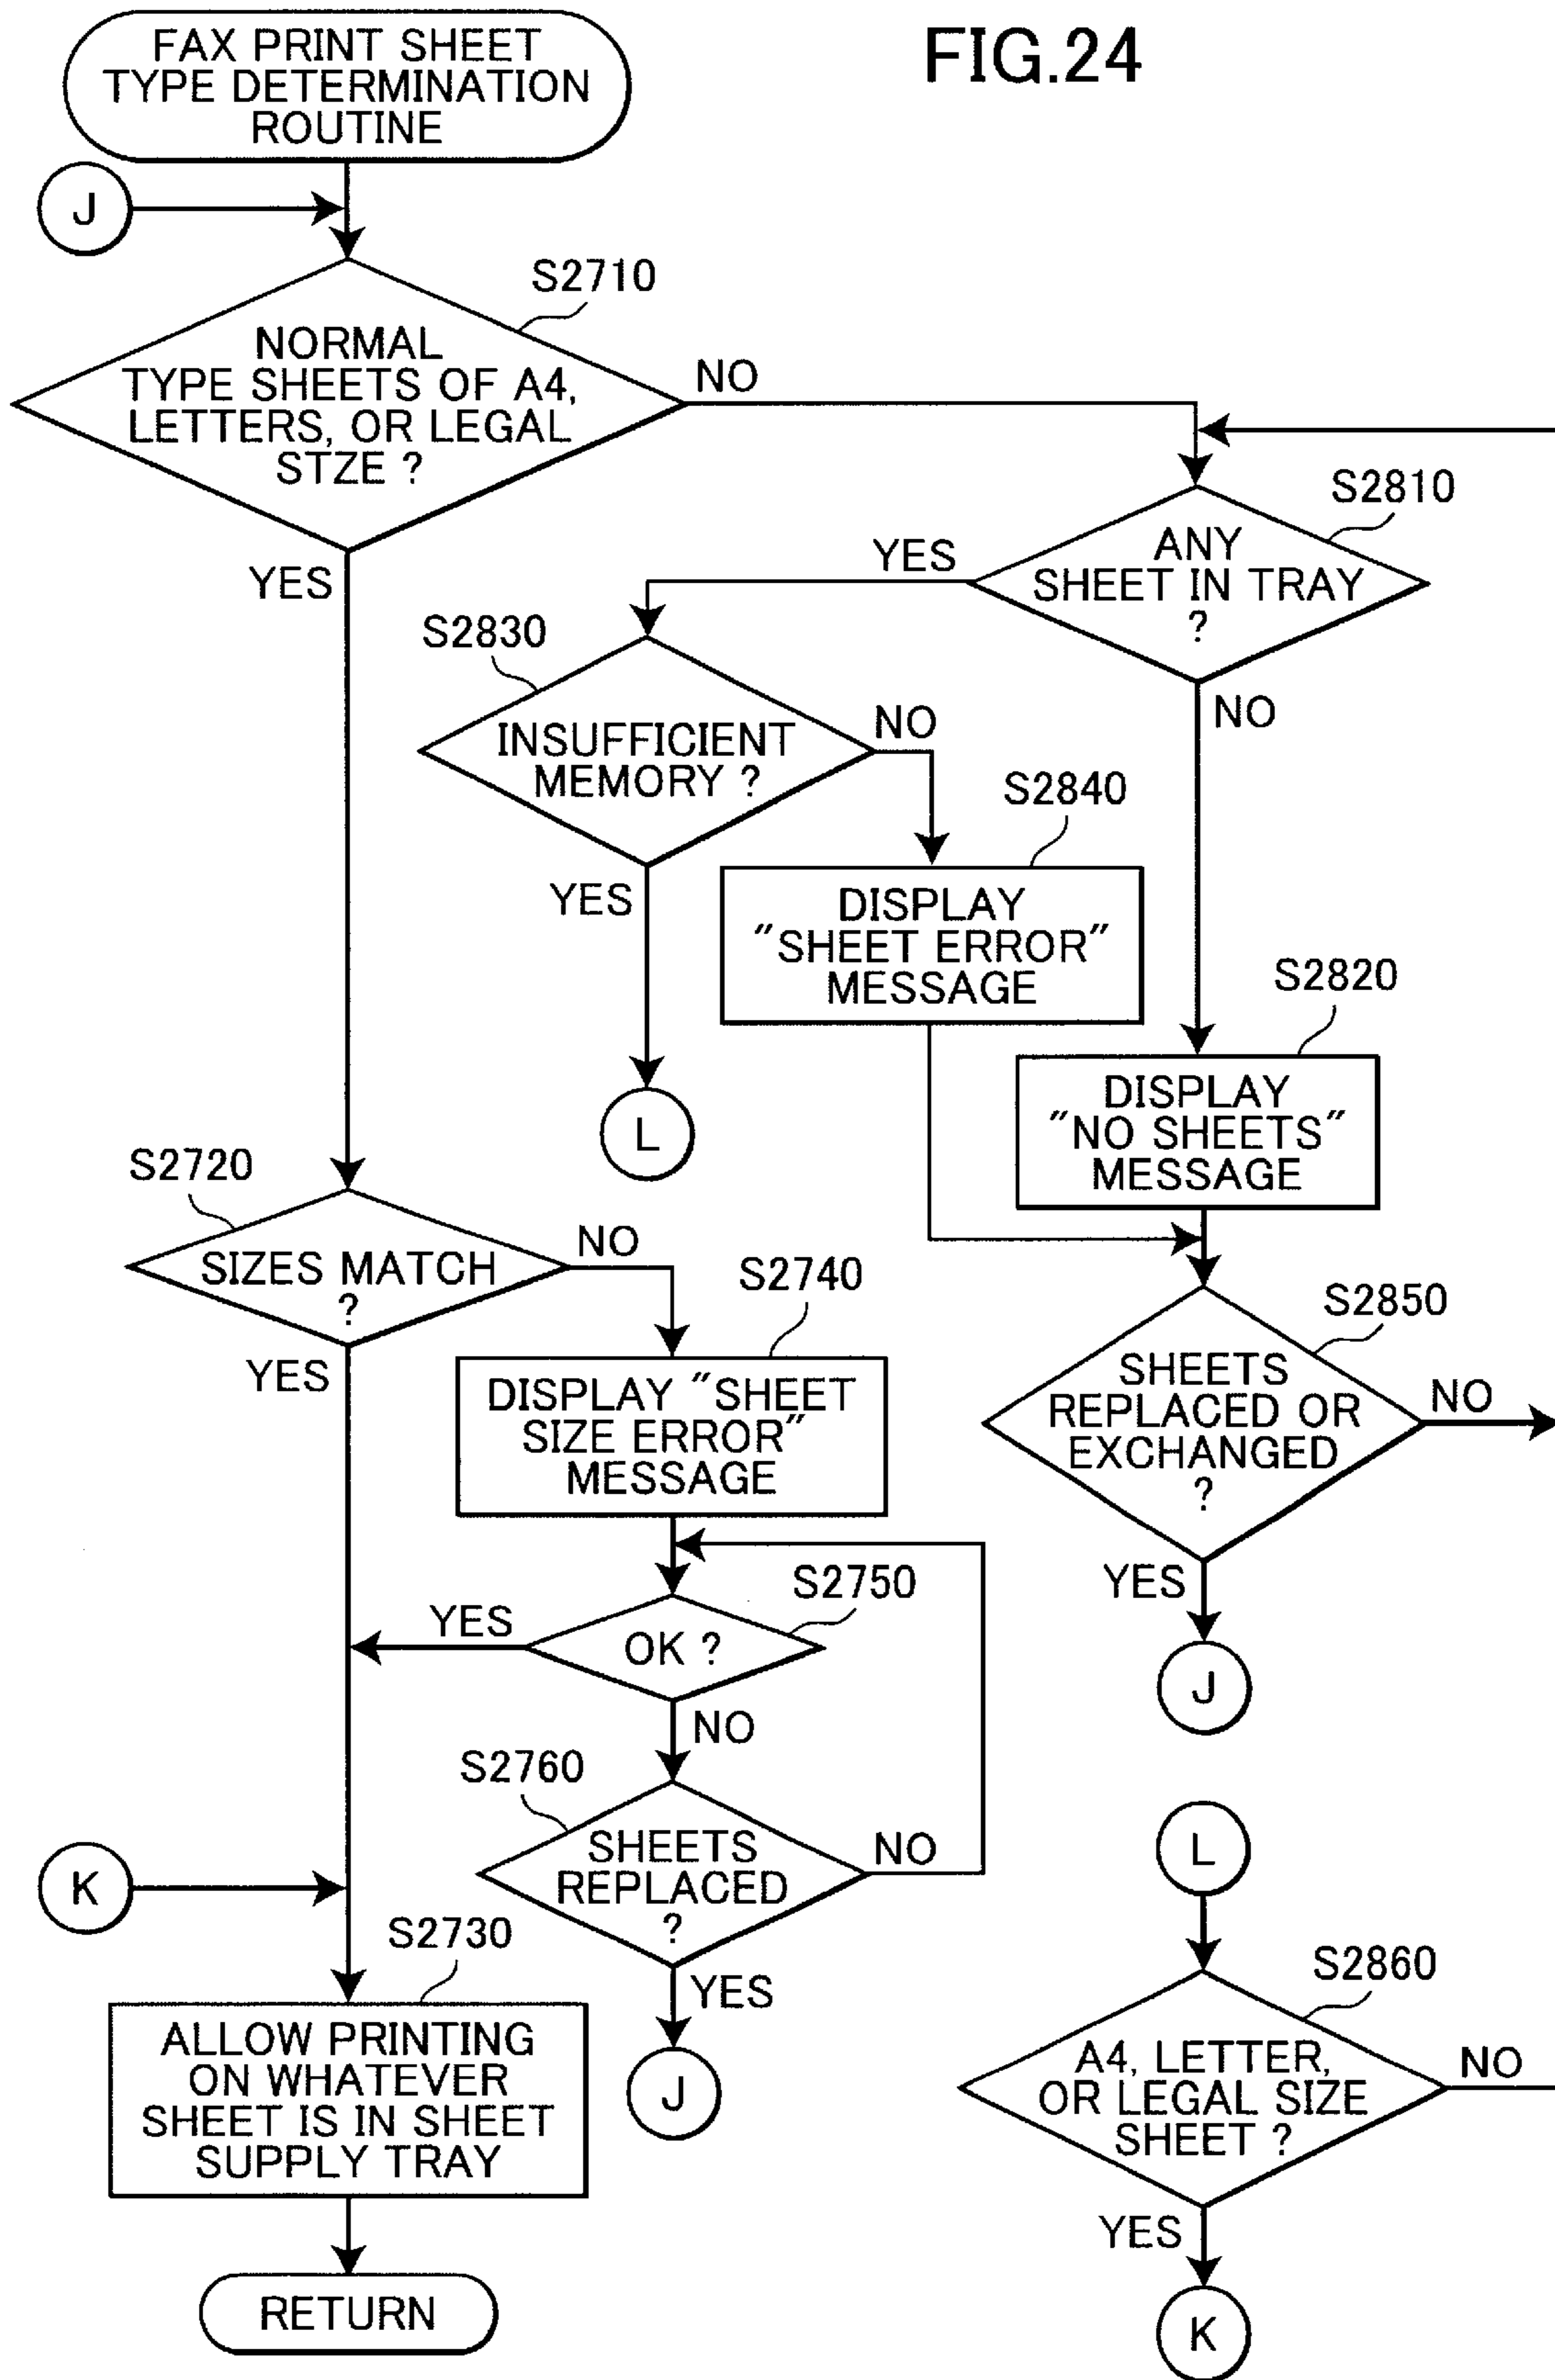 FIG.24
FAX PRINT SHEET
TYPE DETERMINATION
ROUTINE
J
S2710
NORMAL
TYPE SHEETS OF A4,
LETTERS, OR LEGAL
STZE ?
NO
YES
S2810
ANY
SHEET IN TRAY
?
YES
NO
S2830
INSUFFICIENT
MEMORY ?
NO
YES
S2840
DISPLAY
"SHEET ERROR"
MESSAGE
L
S2820
DISPLAY
"NO SHEETS"
MESSAGE
S2720
SIZES MATCH
?
NO
YES
S2740
DISPLAY "SHEET
SIZE ERROR"
MESSAGE
S2850
SHEETS
REPLACED OR
EXCHANGED
?
NO
YES
J
S2750
OK ?
YES
NO
S2760
SHEETS
REPLACED
?
NO
YES
J
K
S2730
ALLOW PRINTING
ON WHATEVER
SHEET IS IN SHEET
SUPPLY TRAY
RETURN
L
S2860
A4, LETTER,
OR LEGAL SIZE
SHEET ?
NO
YES
K